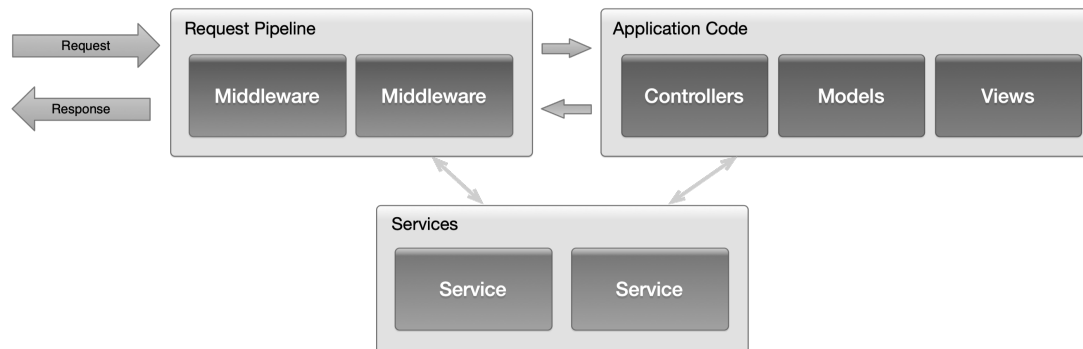 Request Pipeline
Application Code
Request
Response
Middleware
Middleware
Controllers
Models
Views
Services
Service
Service